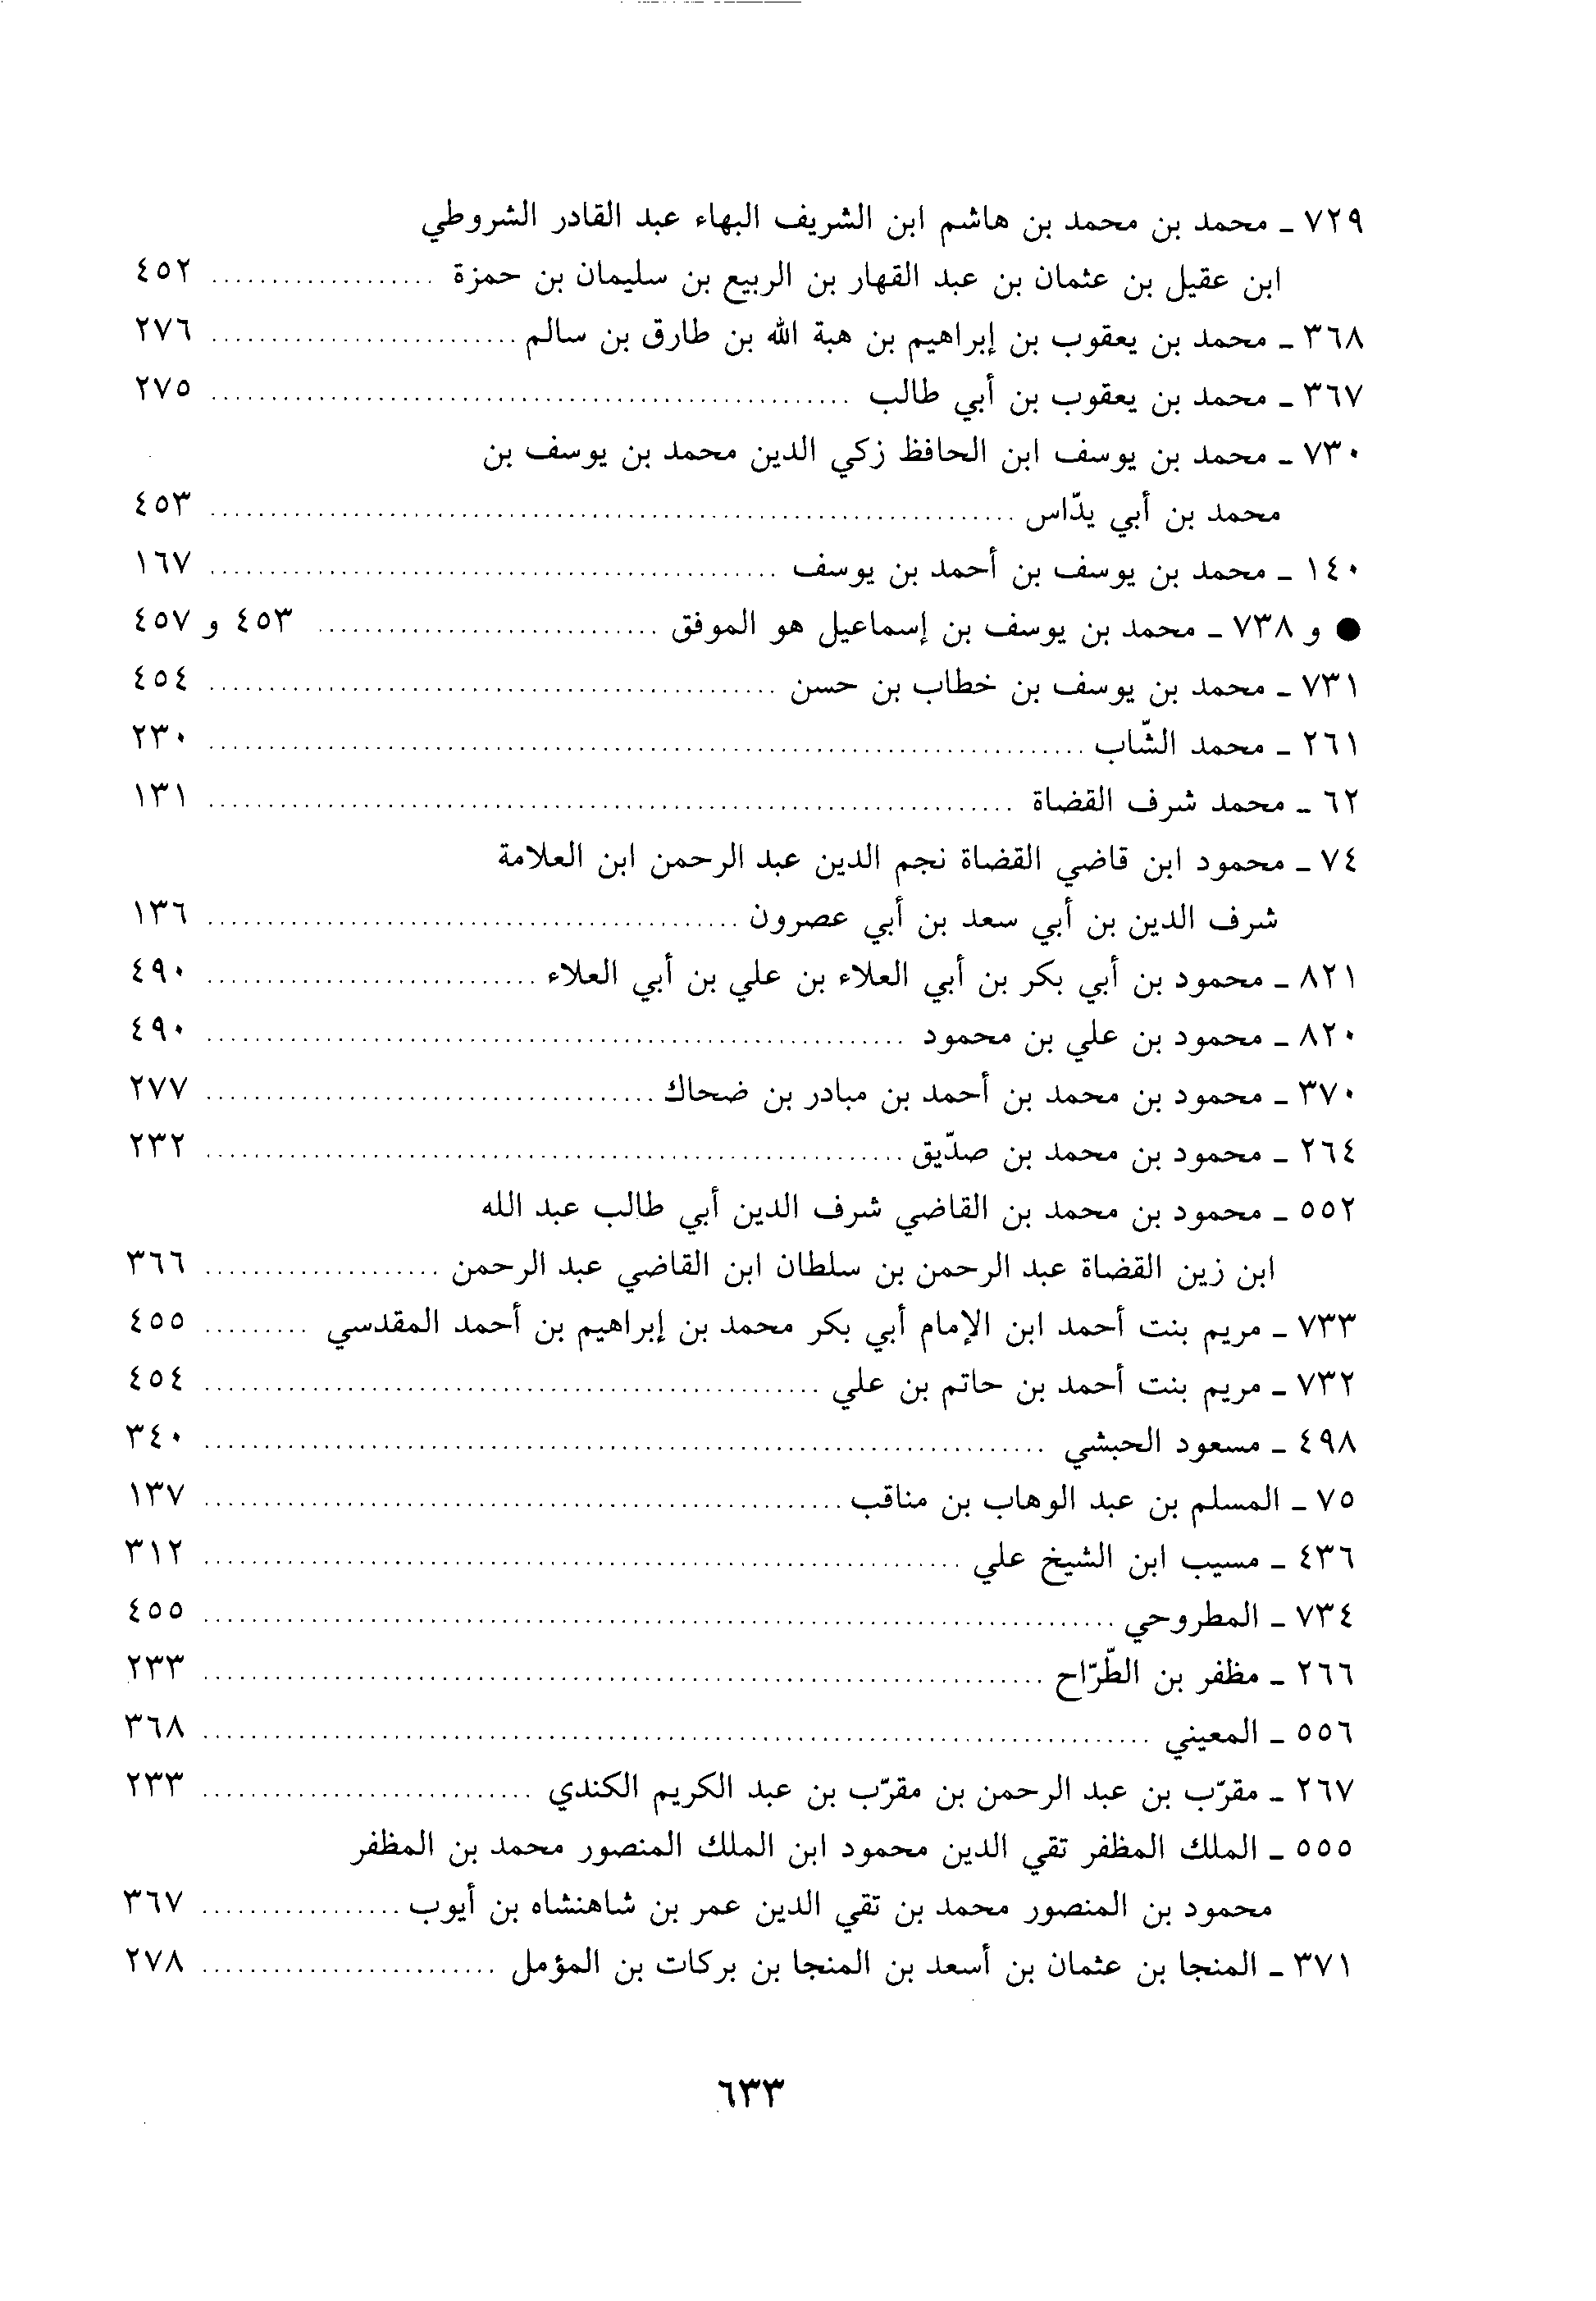 ٧٢٩ ـ محمد بن محمد بن هاشم ابن الشريف البهاء عبد القادر الشروطي
ابن عقيل بن عثمان بن عبد القهار بن الربيع بن سليمان بن حمزة .................. ٤٥٢
٣٦٨ ـ محمد بن يعقوب بن إبراهيم بن هبة الله بن طارق بن سالم .................. ٢٧٦
٣٦٧ ـ محمد بن يعقوب بن أبي طالب .................. ٢٧٥
٧٣٠ ـ محمد بن يوسف ابن الحافظ زكي الدين محمد بن يوسف بن
محمد بن أبي يدّاس .................. ٤٥٣
١٤٠ ـ محمد بن يوسف بن أحمد بن يوسف .................. ١٦٧
● و ٧٣٨ ـ محمد بن يوسف بن إسماعيل هو الموفق .................. ٤٥٣ و ٤٥٧
٧٣١ ـ محمد بن يوسف بن خطاب بن حسن .................. ٤٥٤
٢٦١ ـ محمد الشّاب .................. ٢٣٠
٦٢ ـ محمد شرف القضاة .................. ١٣١
٧٤ ـ محمود ابن قاضي القضاة نجم الدين عبد الرحمن ابن العلامة
شرف الدين بن أبي سعد بن أبي عصرون .................. ١٣٦
٨٢١ ـ محمود بن أبي بكر بن أبي العلاء بن علي بن أبي العلاء .................. ٤٩٠
٨٢٠ ـ محمود بن علي بن محمود .................. ٤٩٠
٣٧٠ ـ محمود بن محمد بن أحمد بن مبادر بن ضحاك .................. ٢٧٧
٢٦٤ ـ محمود بن محمد بن صدّيق .................. ٢٣٢
٥٥٢ ـ محمود بن محمد بن القاضي شرف الدين أبي طالب عبد الله
ابن زين القضاة عبد الرحمن بن سلطان ابن القاضي عبد الرحمن .................. ٣٦٦
٧٣٣ ـ مريم بنت أحمد ابن الإمام أبي بكر محمد بن إبراهيم بن أحمد المقدسي ......... ٤٥٥
٧٣٢ ـ مريم بنت أحمد بن حاتم بن علي .................. ٤٥٤
٤٩٨ ـ مسعود الحبشي .................. ٣٤٠
٧٥ ـ المسلم بن عبد الوهاب بن مناقب .................. ١٣٧
٤٣٦ ـ مسيب ابن الشيخ علي .................. ٣١٢
٧٣٤ ـ المطروحي .................. ٤٥٥
٢٦٦ ـ مظفر بن الطّرّاح .................. ٢٣٣
٥٥٦ ـ المعيني .................. ٣٦٨
٢٦٧ ـ مقرّب بن عبد الرحمن بن مقرّب بن عبد الكريم الكندي .................. ٢٣٣
٥٥٥ ـ الملك المظفر تقي الدين محمود ابن الملك المنصور محمد بن المظفر
محمود بن المنصور محمد بن تقي الدين عمر بن شاهنشاه بن أيوب .................. ٣٦٧
٣٧١ ـ المنجا بن عثمان بن أسعد بن المنجا بن بركات بن المؤمل .................. ٢٧٨
٦٣٣